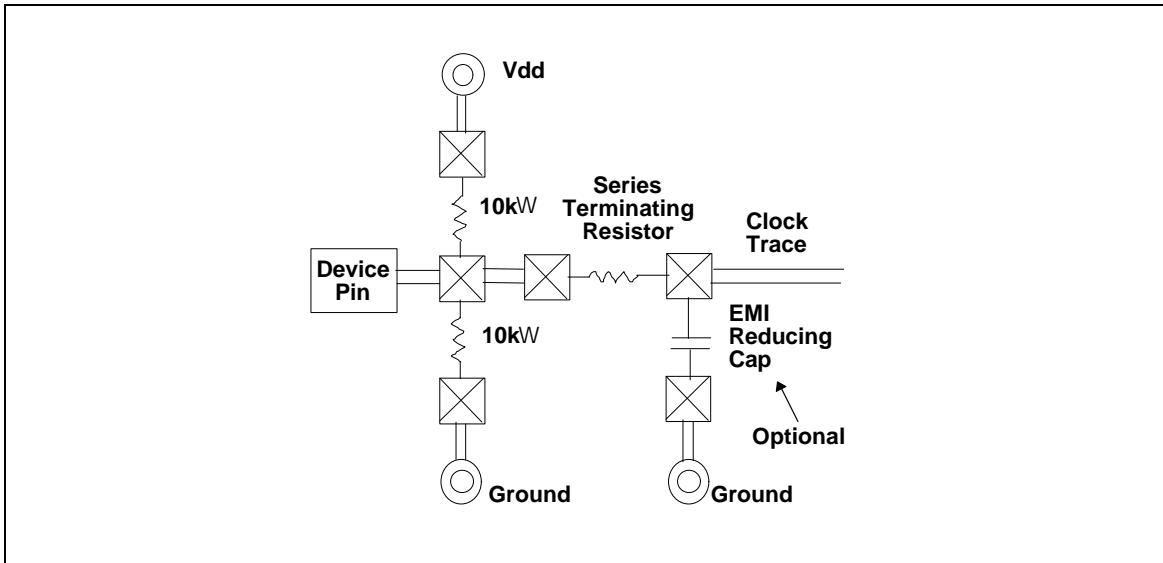 Vdd
10kW
Series
Terminating
Resistor
Clock
Trace
Device
Pin
10kW
EMI
Reducing
Cap
Optional
Ground
Ground